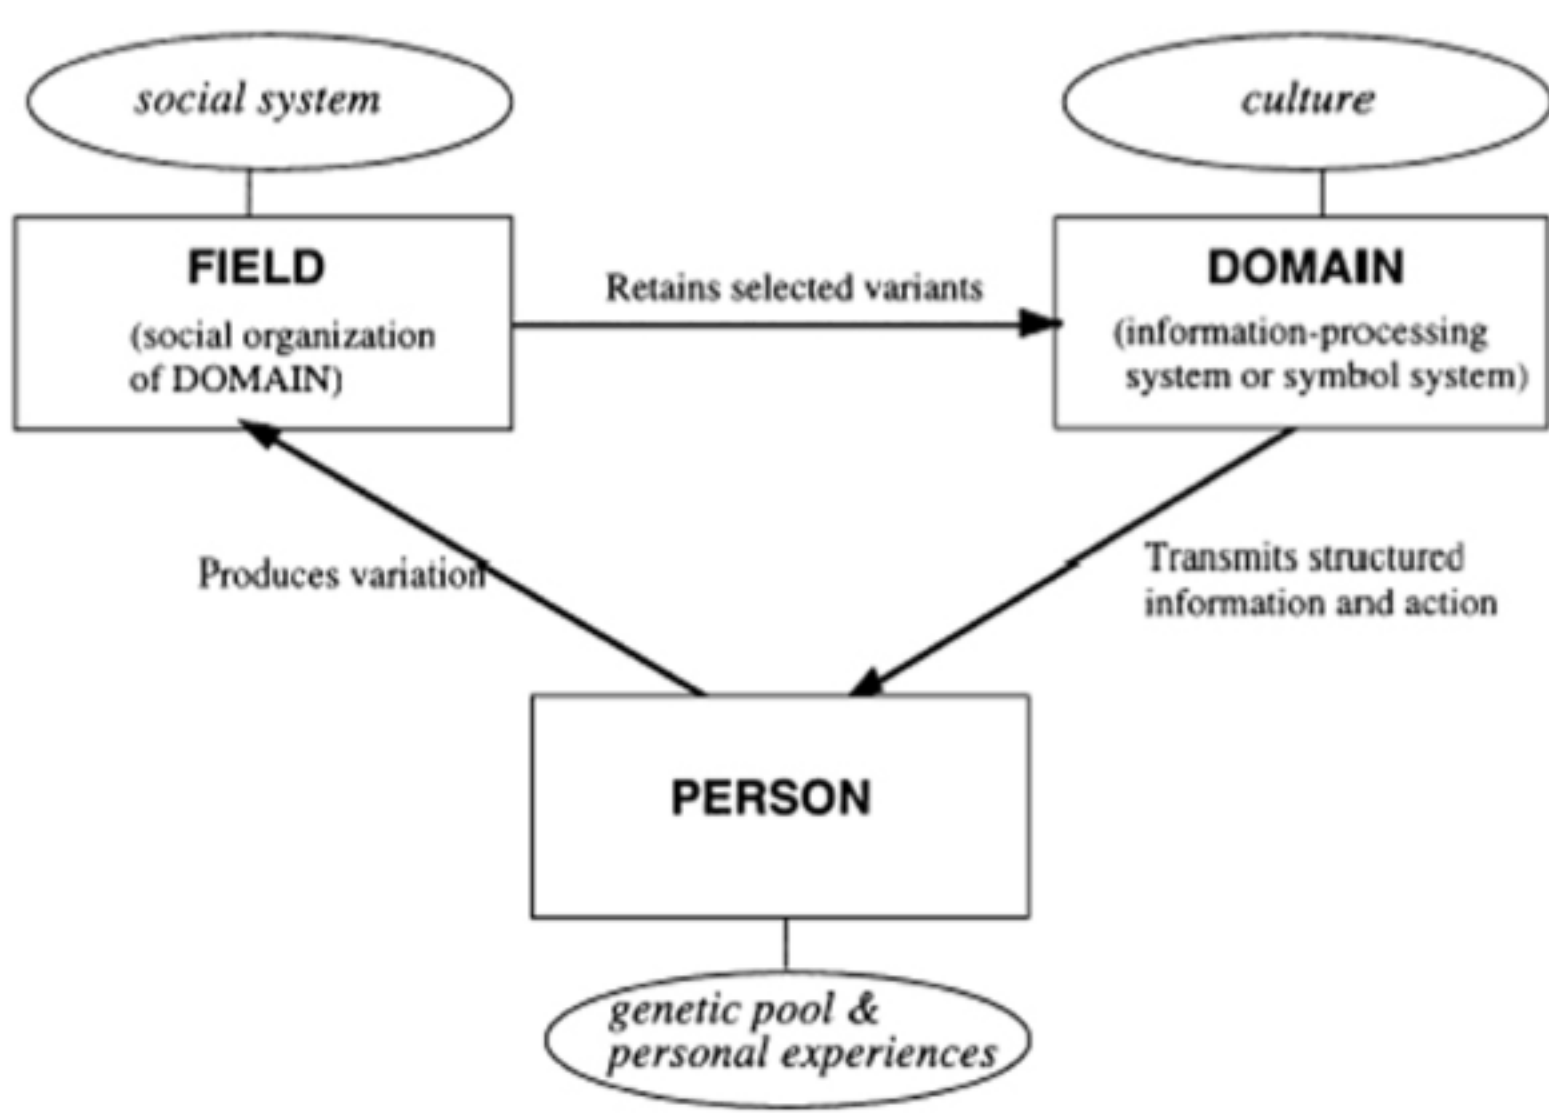 social system
culture
FIELD
(social organization
of DOMAIN)
Retains selected variants
DOMAIN
(information-processing
system or symbol system)
Produces variation
Transmits structured
information and action
PERSON
genetic pool &
personal experiences